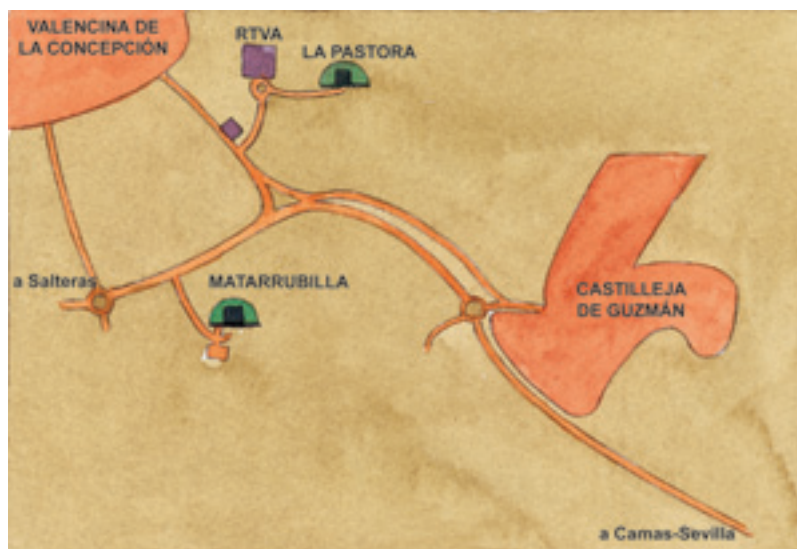 VALENCINA DE
LA CONCEPCIÓN
RTVA
LA PASTORA
a Salteras
MATARRUBILLA
CASTILLEJA
DE GUZMÁN
a Camas-Sevilla